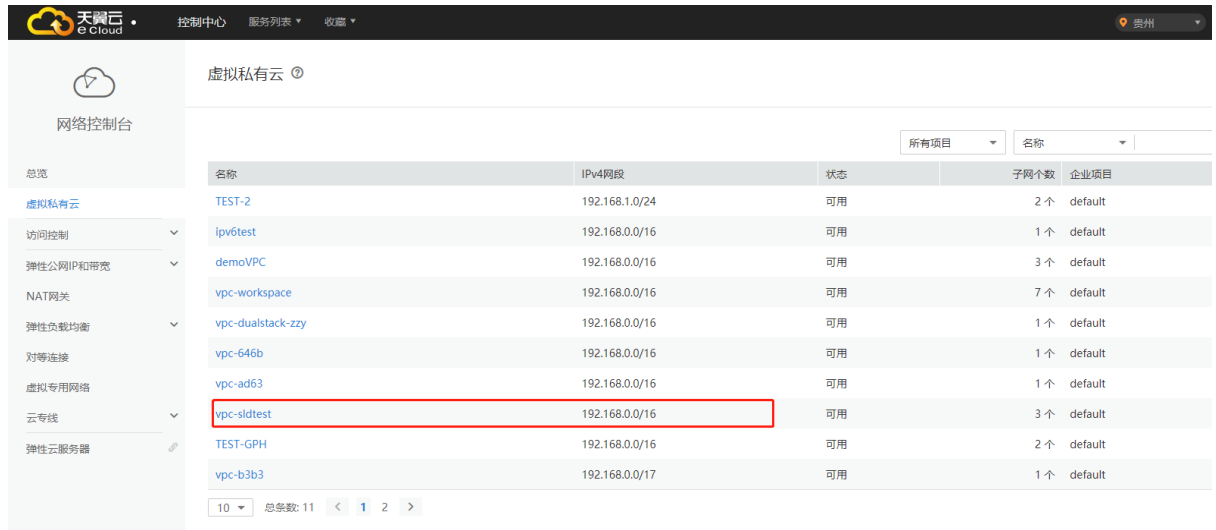 天翼云
e Cloud
控制中心 服务列表 收藏 贵州
虚拟私有云
网络控制台
所有项目 名称
总览
虚拟私有云
访问控制
弹性公网IP和带宽
NAT网关
弹性负载均衡
对等连接
虚拟专用网络
云专线
弹性云服务器
名称 IPv4网段 状态 子网个数 企业项目
TEST-2 192.168.1.0/24 可用 2 个 default
ipv6test 192.168.0.0/16 可用 1 个 default
demoVPC 192.168.0.0/16 可用 3 个 default
vpc-workspace 192.168.0.0/16 可用 7 个 default
vpc-dualstack-zzy 192.168.0.0/16 可用 1 个 default
vpc-646b 192.168.0.0/16 可用 1 个 default
vpc-ad63 192.168.0.0/16 可用 1 个 default
vpc-sldtest 192.168.0.0/16 可用 3 个 default
TEST-GPH 192.168.0.0/16 可用 2 个 default
vpc-b3b3 192.168.0.0/17 可用 1 个 default
10 总条数: 11 < 1 2 >